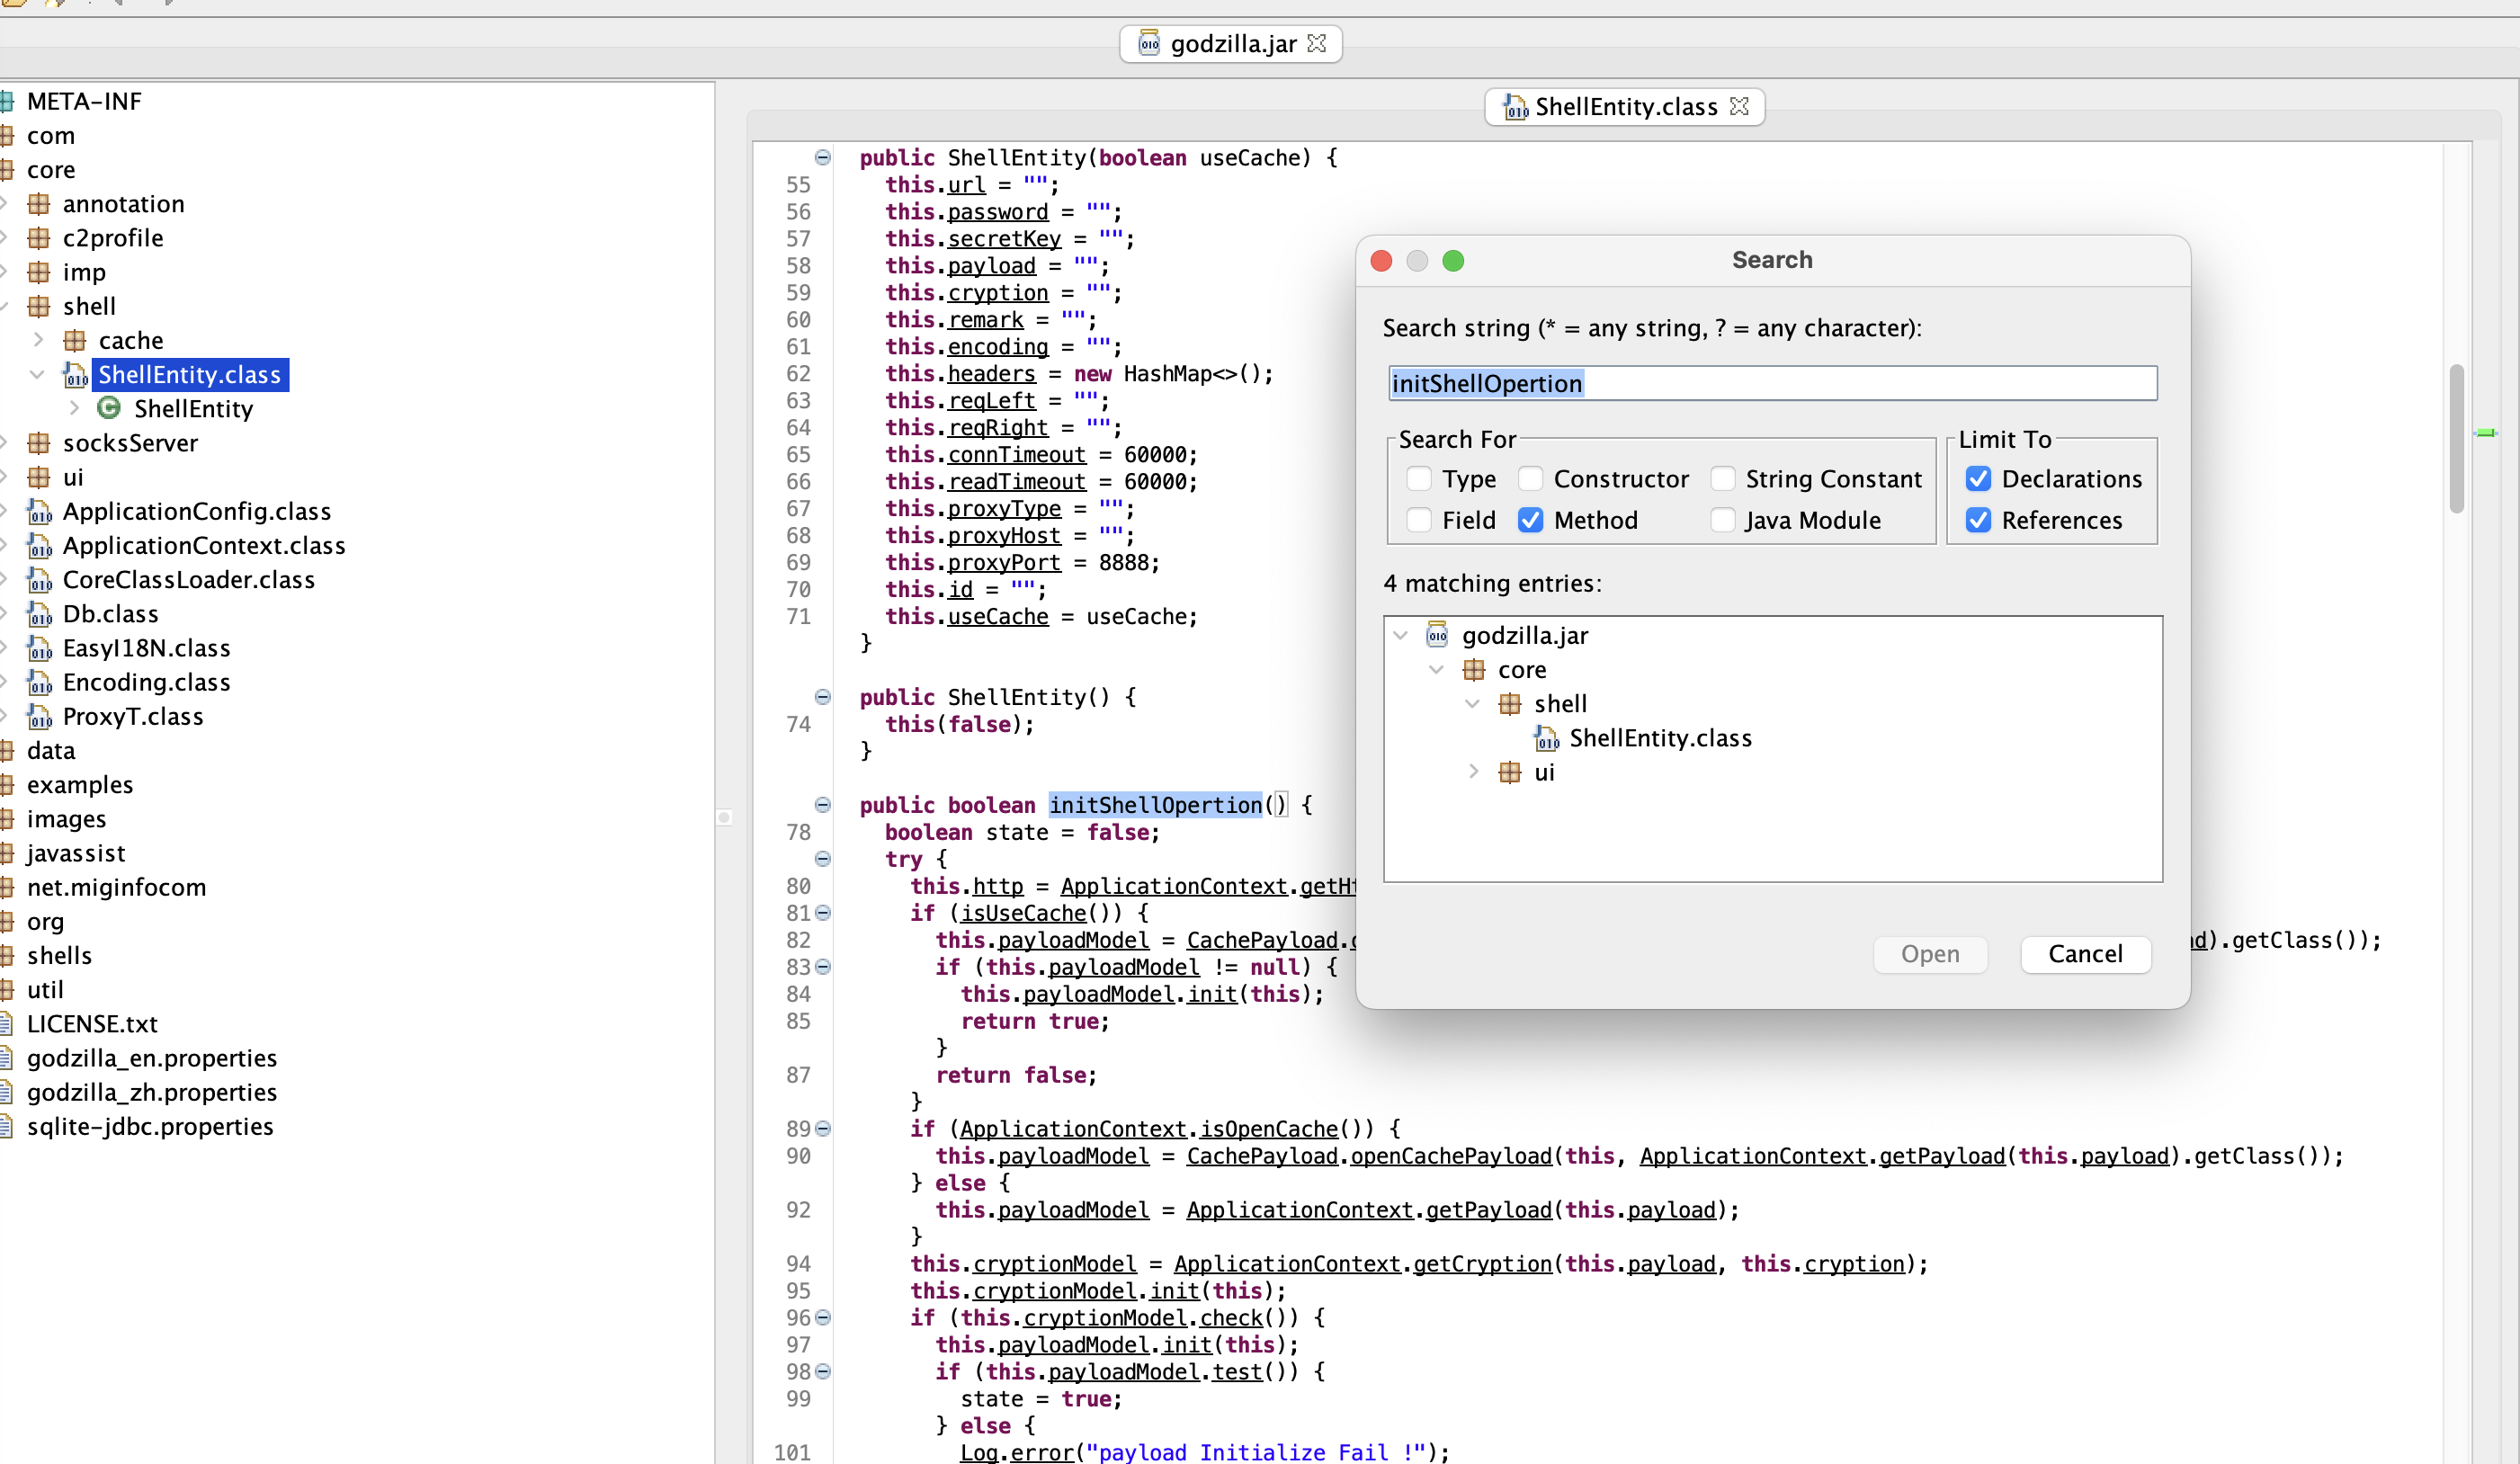 godzilla.jar
META-INF
com
core
annotation
c2profile
imp
shell
cache
ShellEntity.class
ShellEntity
socksServer
ui
ApplicationConfig.class
ApplicationContext.class
CoreClassLoader.class
Db.class
EasyI18N.class
Encoding.class
ProxyT.class
data
examples
images
javassist
net.miginfocom
org
shells
util
LICENSE.txt
godzilla_en.properties
godzilla_zh.properties
sqlite-jdbc.properties
ShellEntity.class
public ShellEntity(boolean useCache) {
55 this.url = "";
56 this.password = "";
57 this.secretKey = "";
58 this.payload = "";
59 this.cryption = "";
60 this.remark = "";
61 this.encoding = "";
62 this.headers = new HashMap<>();
63 this.reqLeft = "";
64 this.reqRight = "";
65 this.connTimeout = 60000;
66 this.readTimeout = 60000;
67 this.proxyType = "";
68 this.proxyHost = "";
69 this.proxyPort = 8888;
70 this.id = "";
71 this.useCache = useCache;
}
public ShellEntity() {
74 this(false);
}
public boolean initShellOpertion() {
78 boolean state = false;
try {
80 this.http = ApplicationContext.getH
81 if (isUseCache()) {
82 this.payloadModel = CachePayload. d).getClass());
83 if (this.payloadModel != null) {
84 this.payloadModel.init(this);
85 return true;
}
87 return false;
}
89 if (ApplicationContext.isOpenCache()) {
90 this.payloadModel = CachePayload.openCachePayload(this, ApplicationContext.getPayload(this.payload).getClass());
} else {
92 this.payloadModel = ApplicationContext.getPayload(this.payload);
}
94 this.cryptionModel = ApplicationContext.getCryption(this.payload, this.cryption);
95 this.cryptionModel.init(this);
96 if (this.cryptionModel.check()) {
97 this.payloadModel.init(this);
98 if (this.payloadModel.test()) {
99 state = true;
} else {
101 Log.error("payload Initialize Fail !");
Search
Search string (* = any string, ? = any character):
initShellOpertion
Search For
Type Constructor String Constant
Field Method Java Module
Limit To
Declarations
References
4 matching entries:
godzilla.jar
core
shell
ShellEntity.class
ui
Open Cancel